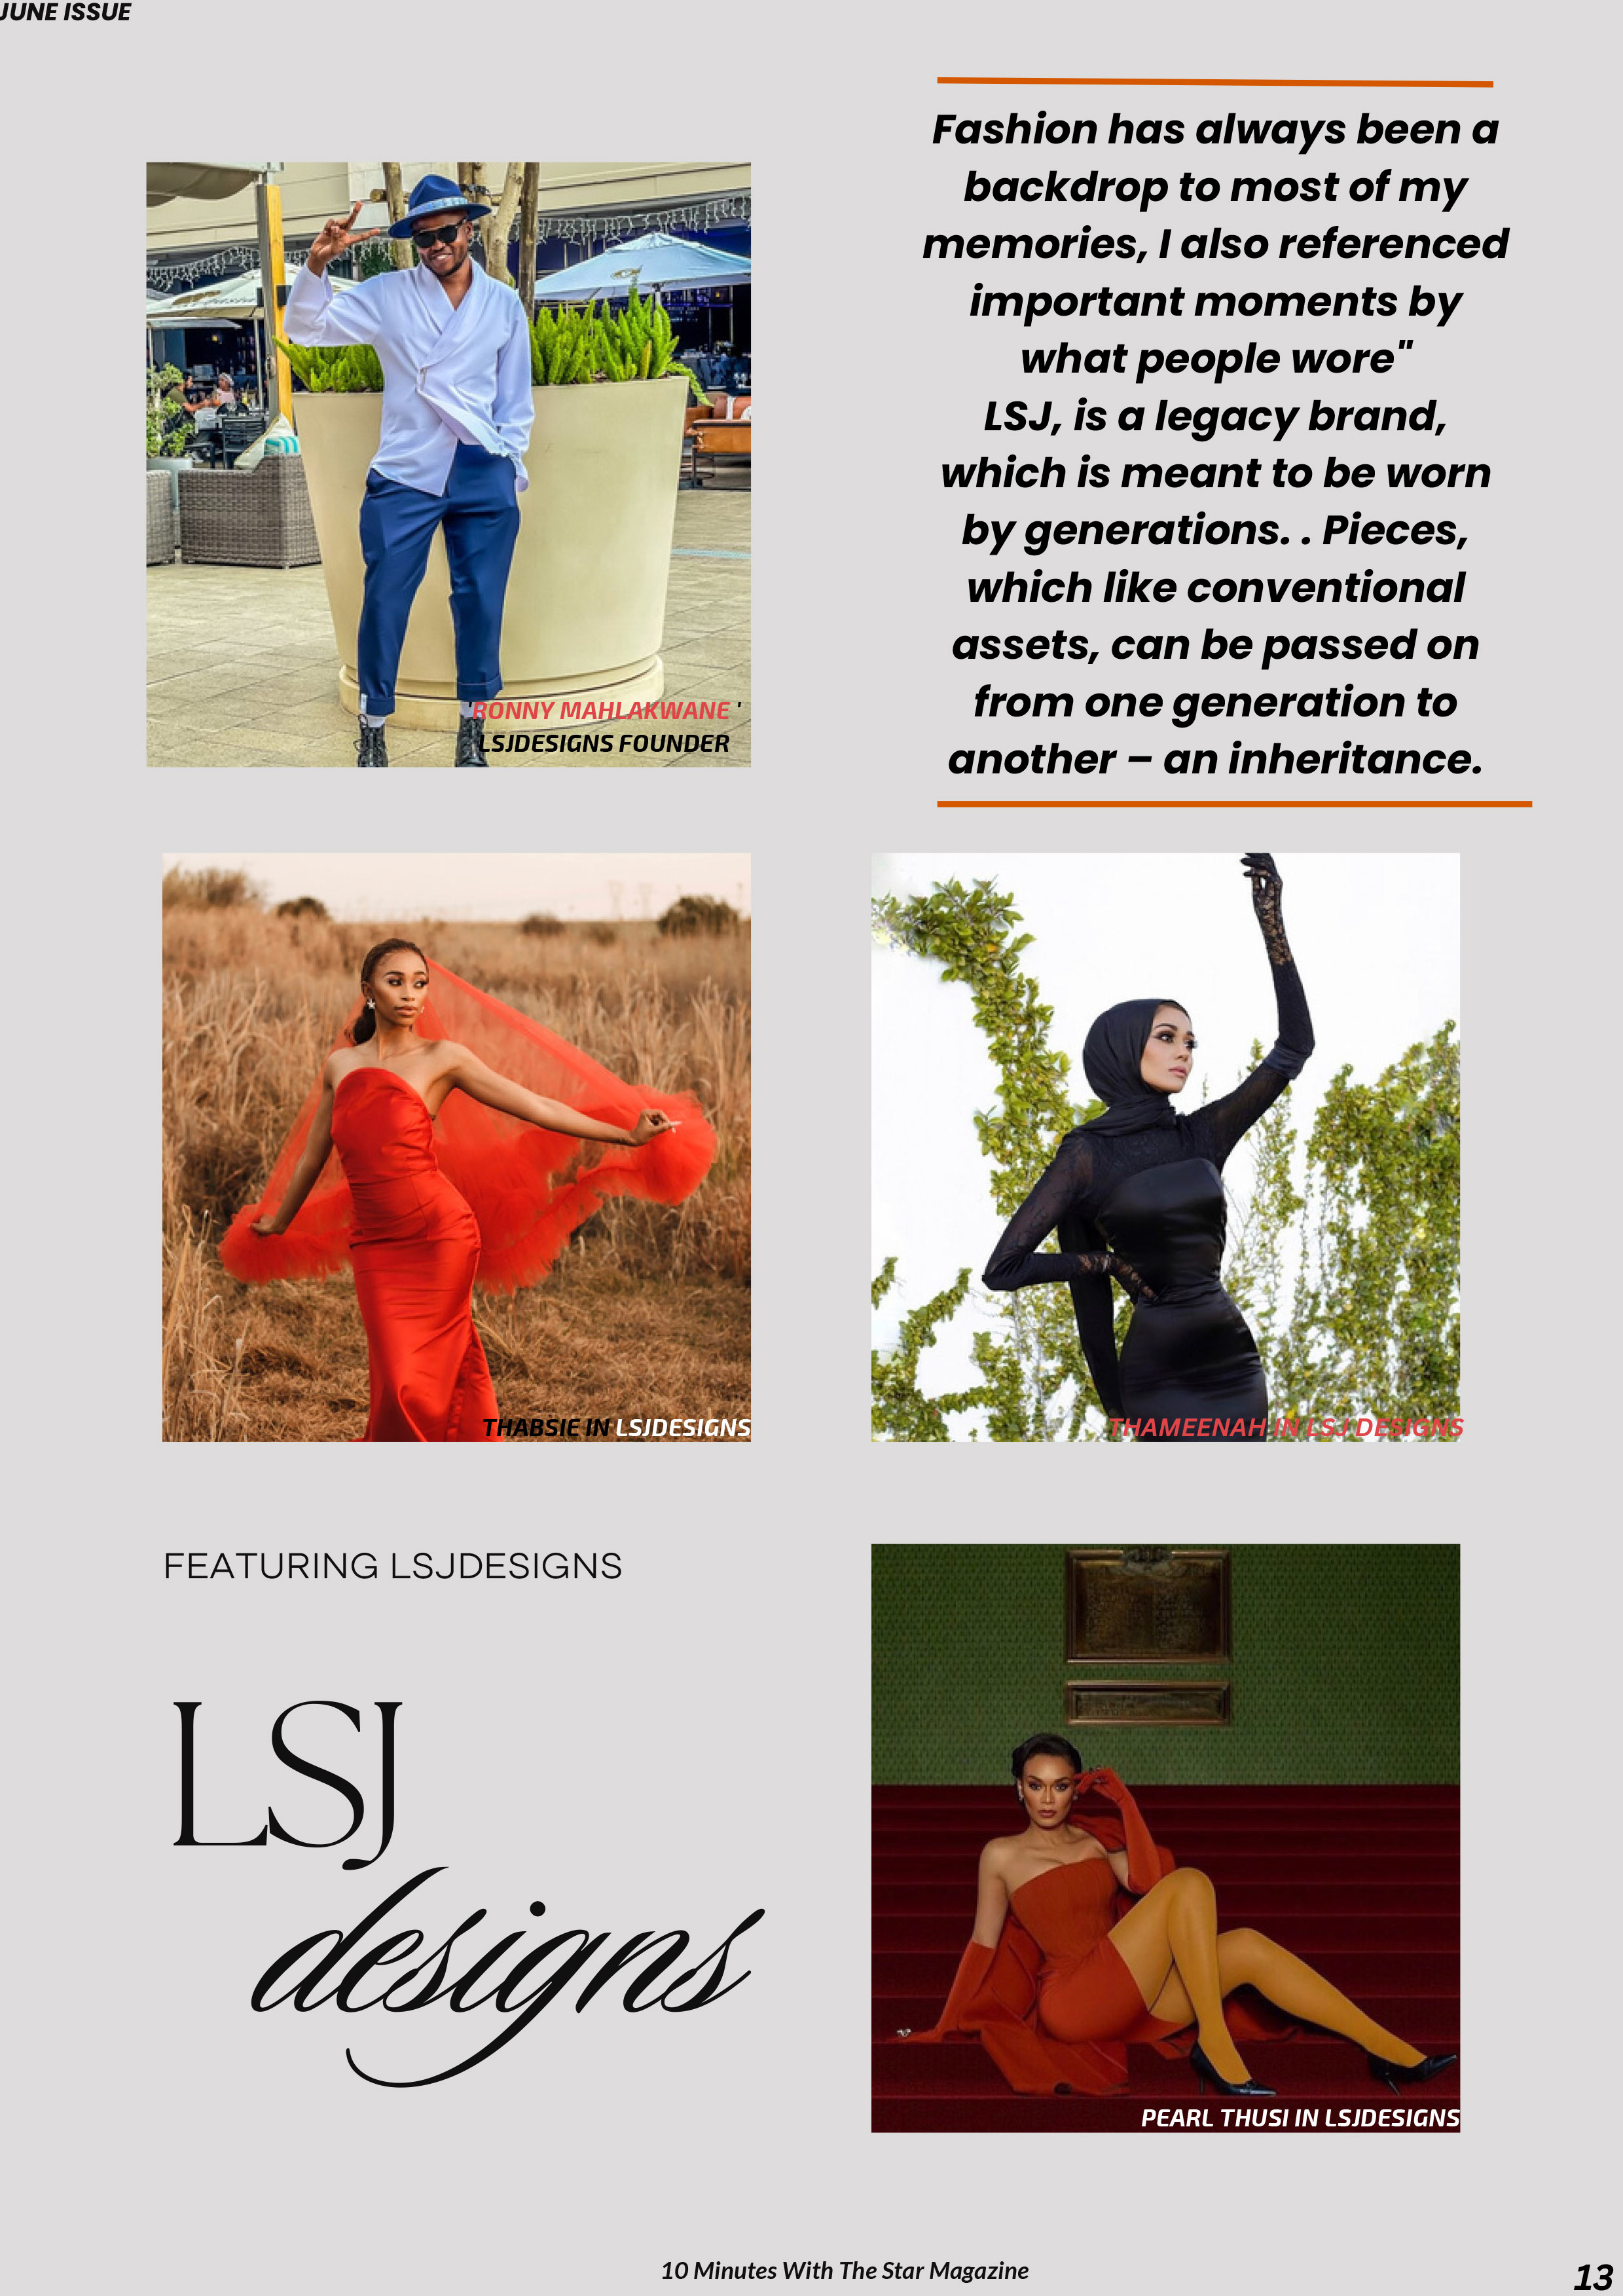 JUNE ISSUE
Fashion has always been a
backdrop to most of my
memories, I also referenced
important moments by
what people wore"
LSJ, is a legacy brand,
which is meant to be worn
by generations. . Pieces,
which like conventional
assets, can be passed on
from one generation to
another – an inheritance.
'RONNY MAHLAKWANE '
LSJDESIGNS FOUNDER
THABSIE IN LSJDESIGNS
THAMEENAH IN LSJ DESIGNS
FEATURING LSJDESIGNS
LSJ
designs
PEARL THUSI IN LSJDESIGNS
10 Minutes With The Star Magazine
13